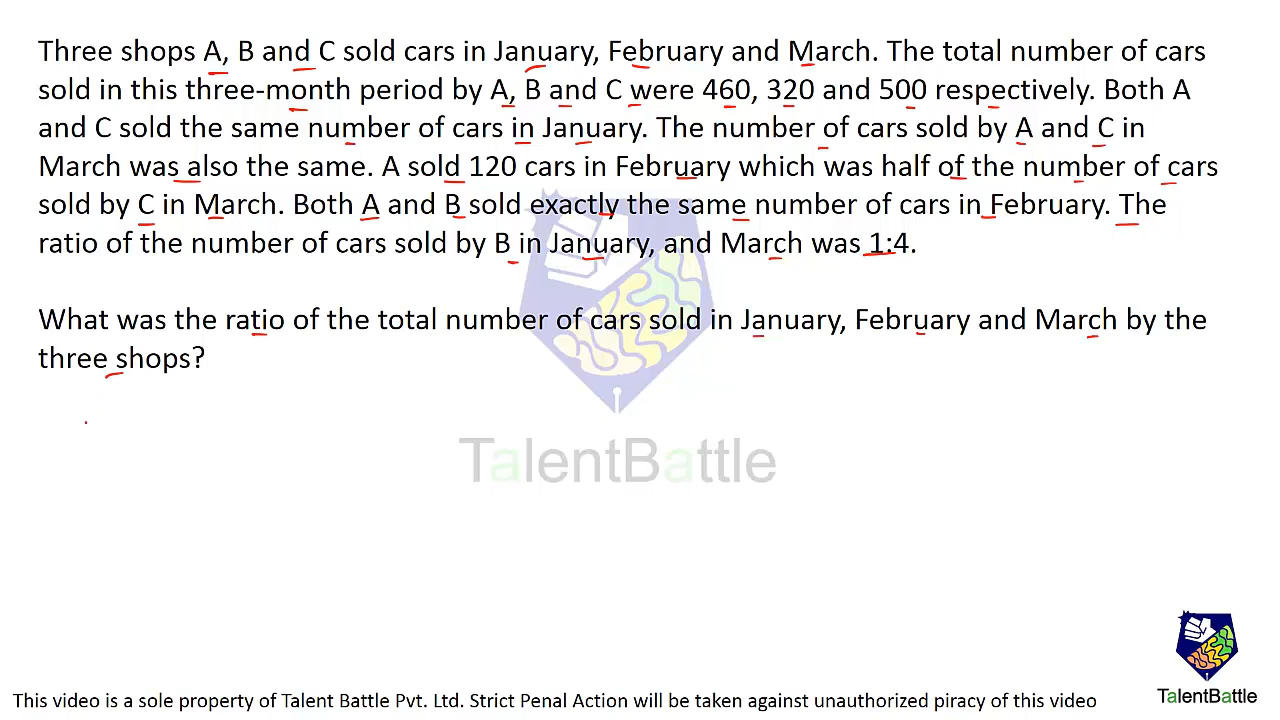 Three shops A, B and C sold cars in January, February and March. The total number of cars
sold in this three-month period by A, B and C were 460, 320 and 500 respectively. Both A
and C sold the same number of cars in January. The number of cars sold by A and C in
March was also the same. A sold 120 cars in February which was half of the number of cars
sold by C in March. Both A and B sold exactly the same number of cars in February. The
ratio of the number of cars sold by B in January, and March was 1:4.
What was the ratio of the total number of cars sold in January, February and March by the
three shops?
TalentBattle
TalentBattle
This video is a sole property of Talent Battle Pvt. Ltd. Strict Penal Action will be taken against unauthorized piracy of this video